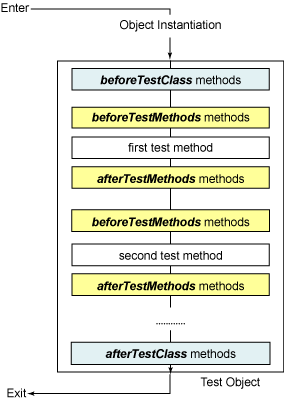 Enter
Object Instantiation
beforeTestClass methods
beforeTestMethods methods
first test method
afterTestMethods methods
beforeTestMethods methods
second test method
afterTestMethods methods
............
afterTestClass methods
Test Object
Exit